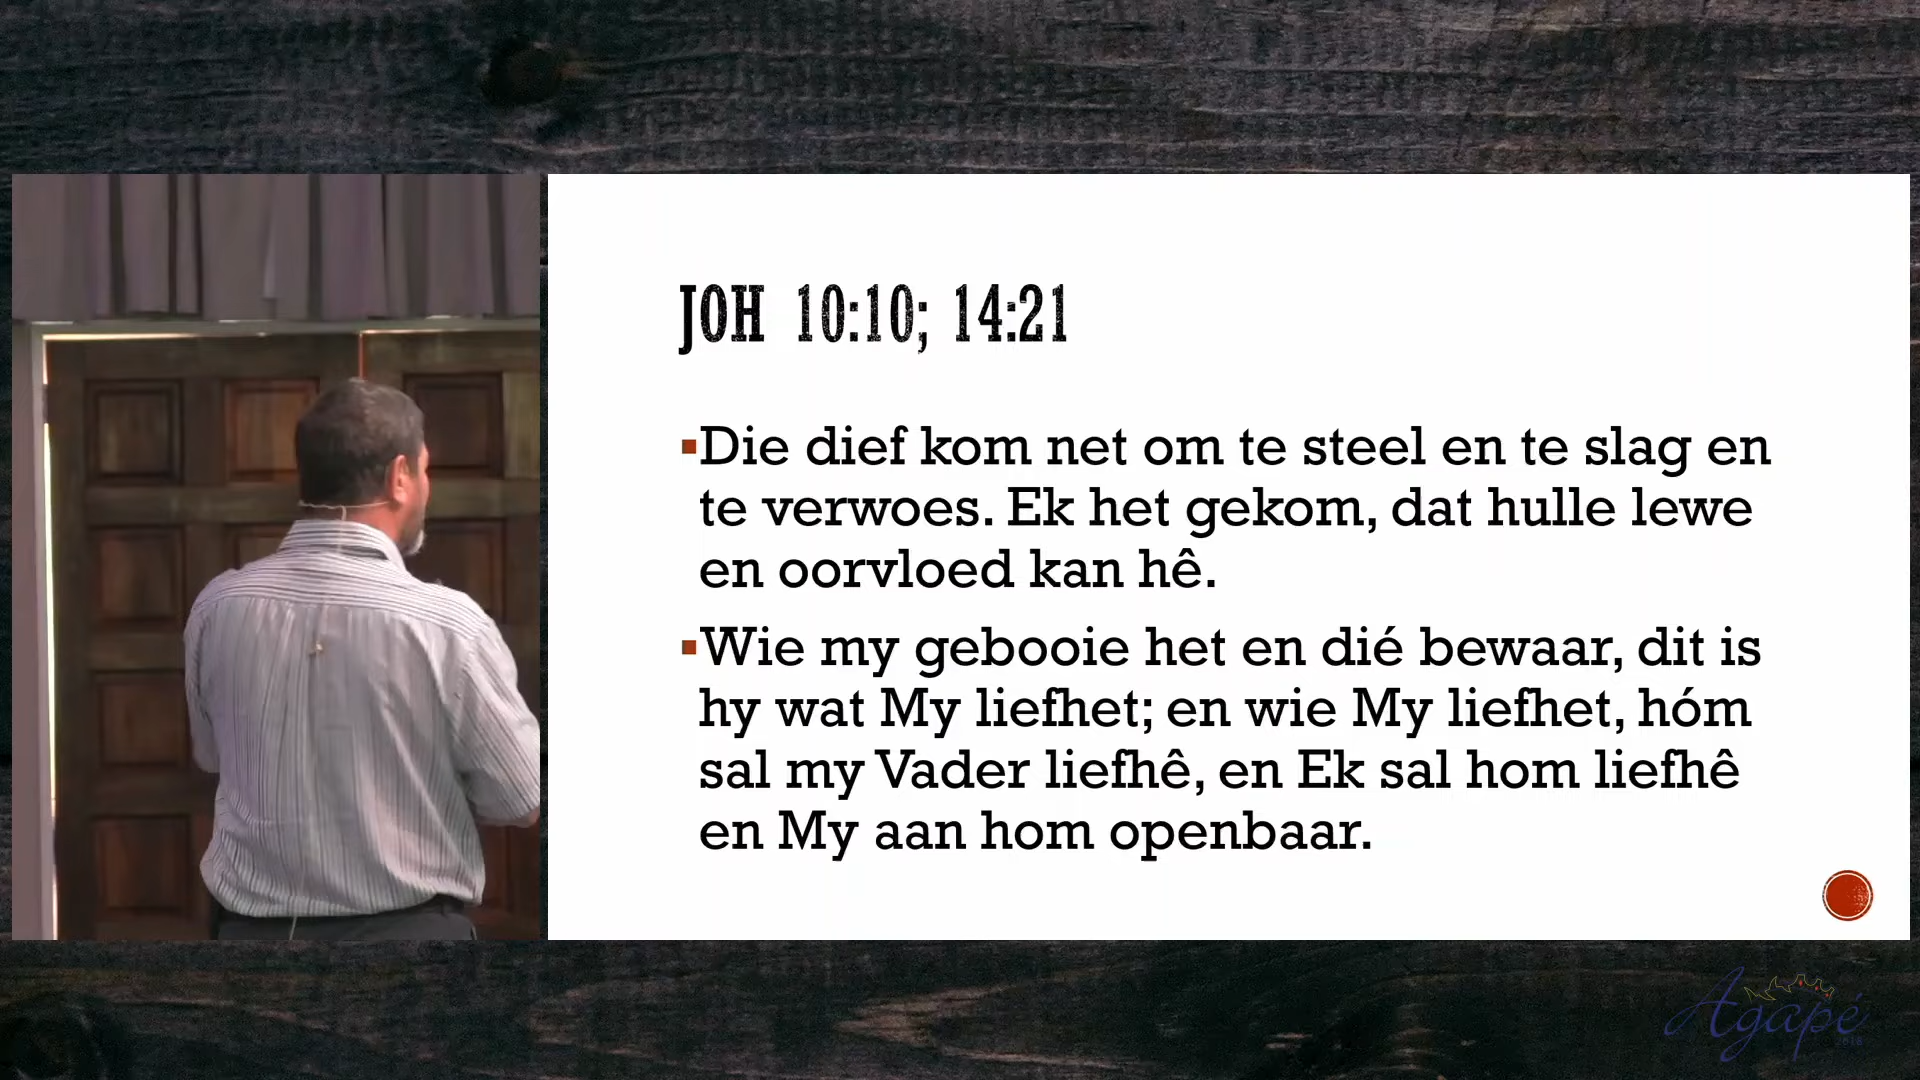 JOH 10:10; 14:21
▪Die dief kom net om te steel en te slag en
te verwoes. Ek het gekom, dat hulle lewe
en oorvloed kan hê.
▪Wie my gebooie het en dié bewaar, dit is
hy wat My liefhet; en wie My liefhet, hóm
sal my Vader liefhê, en Ek sal hom liefhê
en My aan hom openbaar.
Agapé